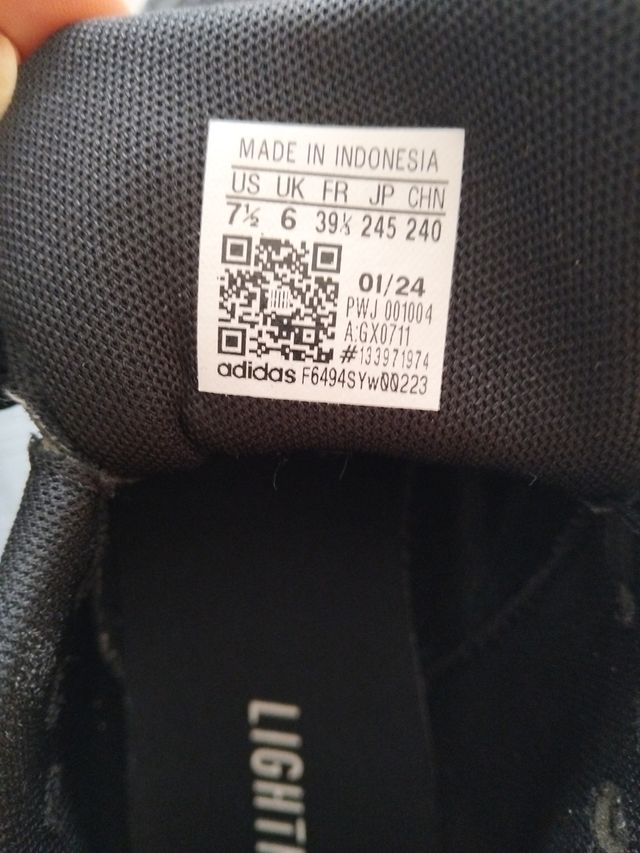 MADE IN INDONESIA
US UK FR JP CHN
7½ 6 39⅓ 245 240
01/24
PWJ 001004
A:GX0711
#133971974
adidas F6494SYw00223